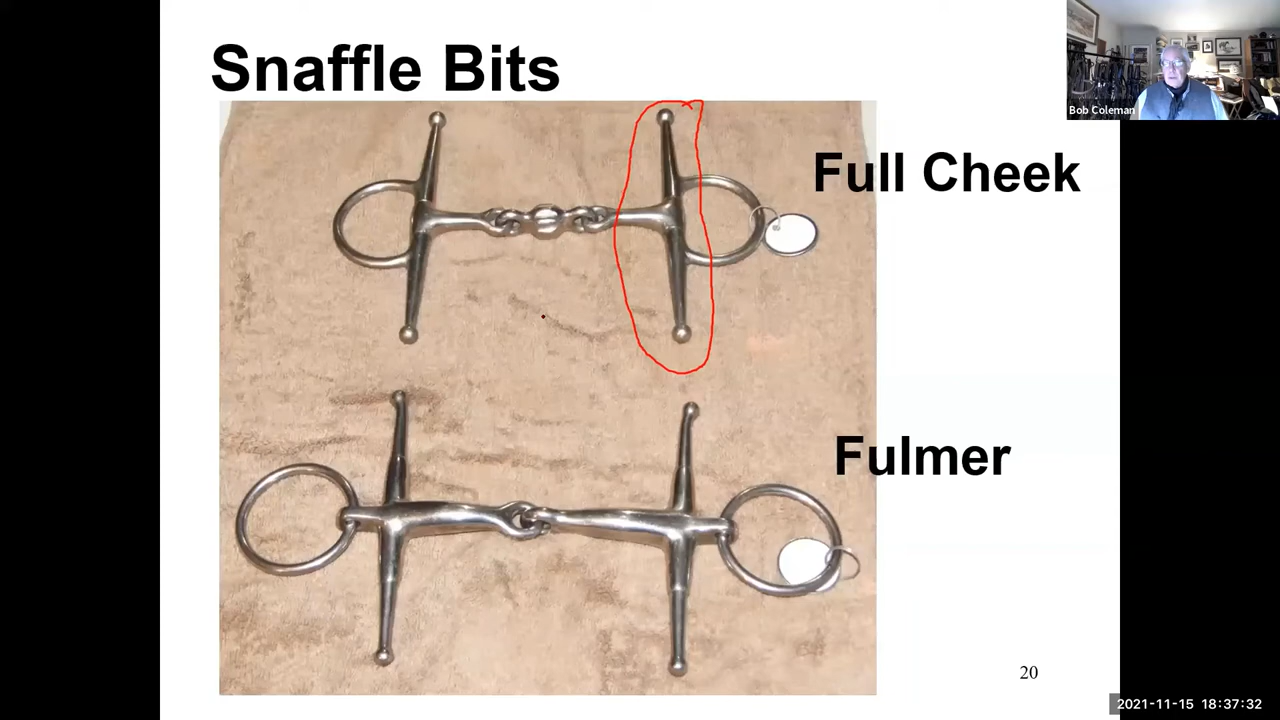 Snaffle Bits
Bob Coleman
Full Cheek
Fulmer
20
2021-11-15 18:37:32